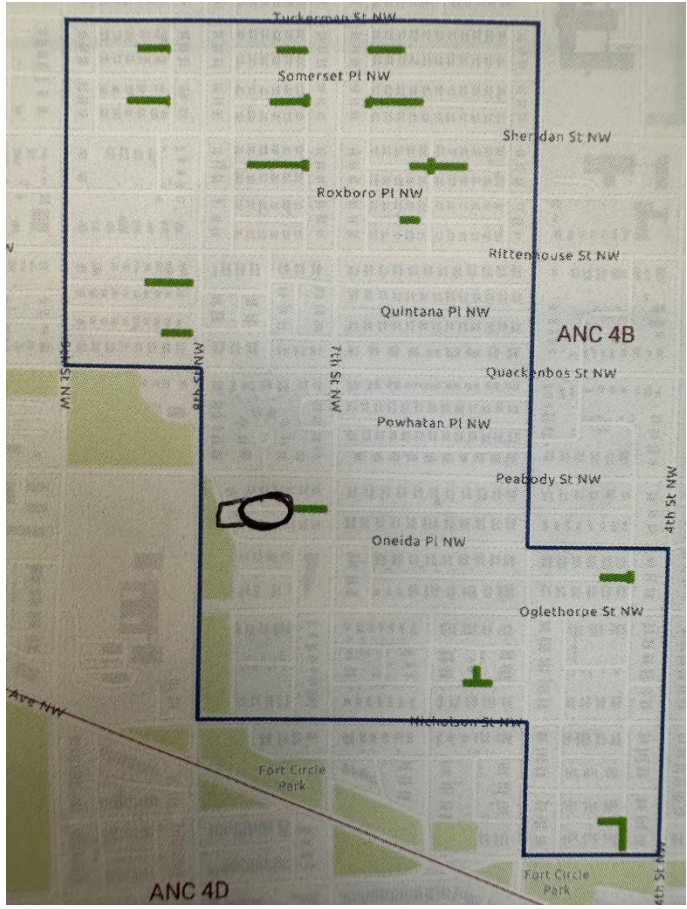 Tuckerman St NW
Somerset Pl NW
Sheridan St NW
Roxboro Pl NW
Rittenhouse St NW
Quintana Pl NW
ANC 4B
Quackenbos St NW
8th St NW
7th St NW
Powhatan Pl NW
Peabody St NW
4th St NW
Oneida Pl NW
Oglethorpe St NW
Ave NW
Nicholson St NW
Fort Circle
Park
Fort Circle
Park
4th St NW
ANC 4D